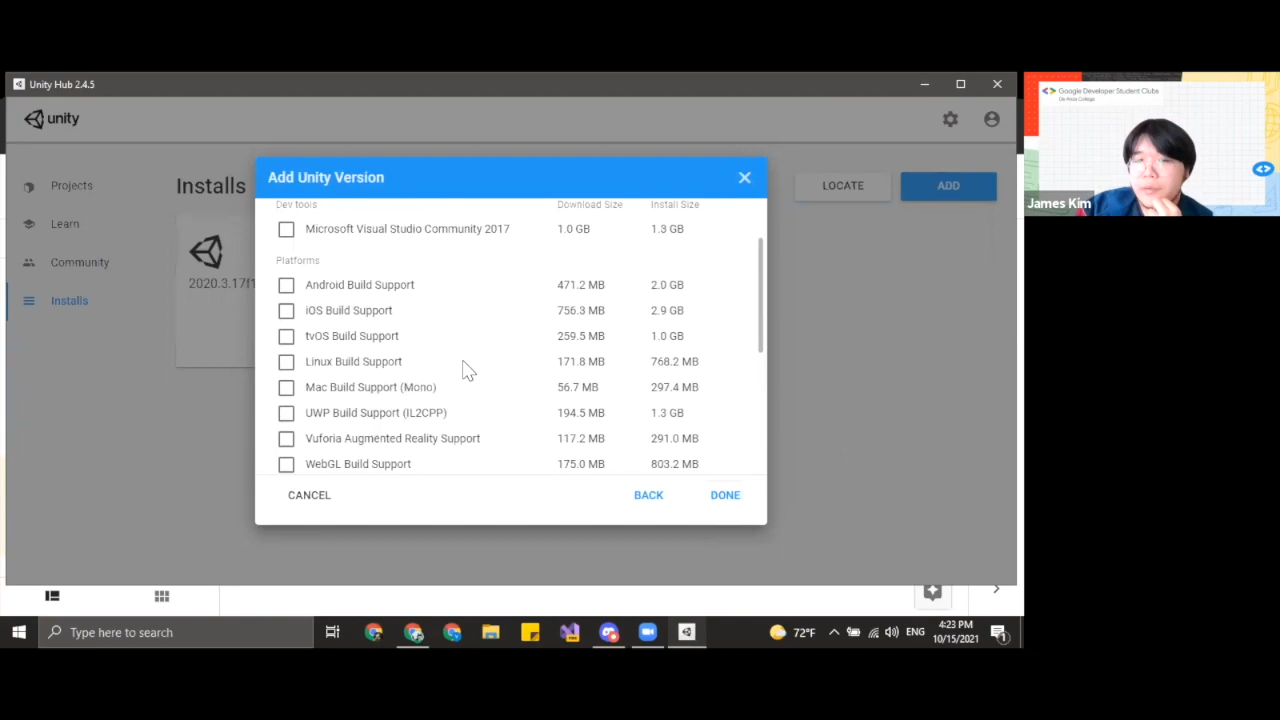 Unity Hub 2.4.5
unity
Projects
Learn
Community
Installs
Installs
LOCATE
ADD
2020.3.17f1
Add Unity Version
Dev tools Download Size Install Size
Microsoft Visual Studio Community 2017 1.0 GB 1.3 GB
Platforms
Android Build Support 471.2 MB 2.0 GB
iOS Build Support 756.3 MB 2.9 GB
tvOS Build Support 259.5 MB 1.0 GB
Linux Build Support 171.8 MB 768.2 MB
Mac Build Support (Mono) 56.7 MB 297.4 MB
UWP Build Support (IL2CPP) 194.5 MB 1.3 GB
Vuforia Augmented Reality Support 117.2 MB 291.0 MB
WebGL Build Support 175.0 MB 803.2 MB
CANCEL BACK DONE
Google Developer Student Clubs
De Anza College
James Kim
Type here to search
72°F
ENG
4:23 PM
10/15/2021
1